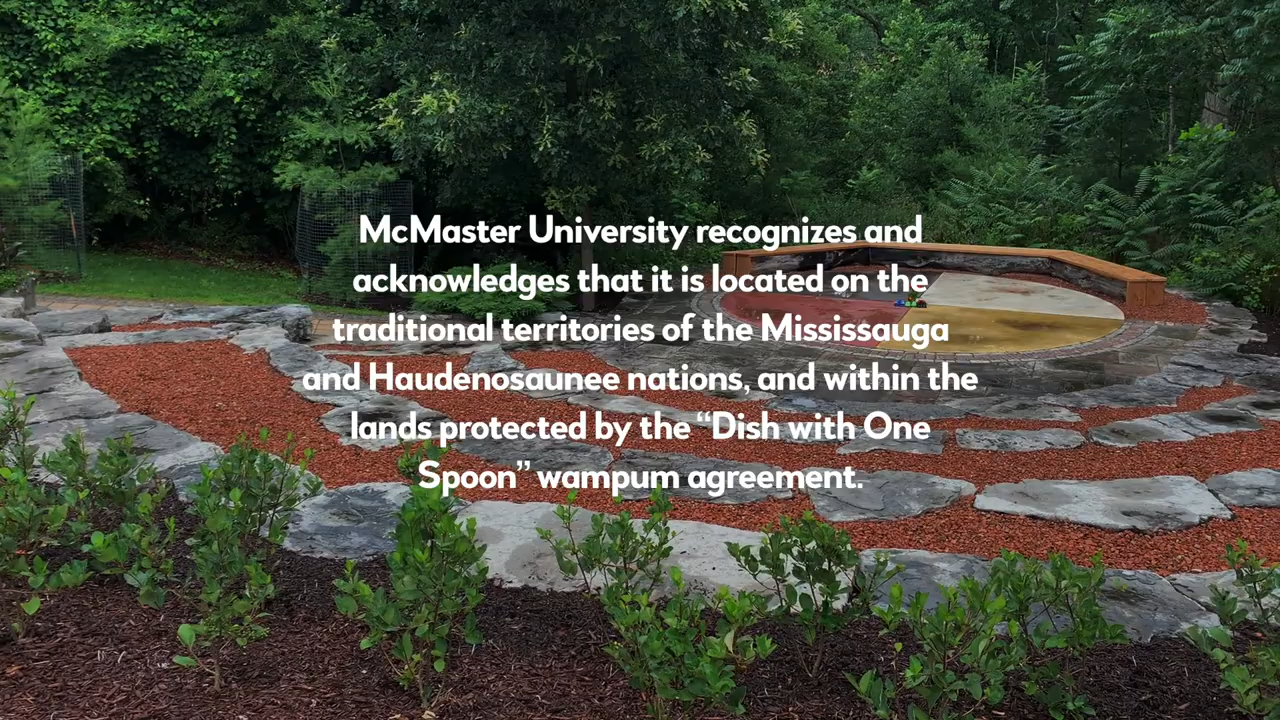 McMaster University recognizes and
acknowledges that it is located on the
traditional territories of the Mississauga
and Haudenosaunee nations, and within the
lands protected by the “Dish with One
Spoon” wampum agreement.